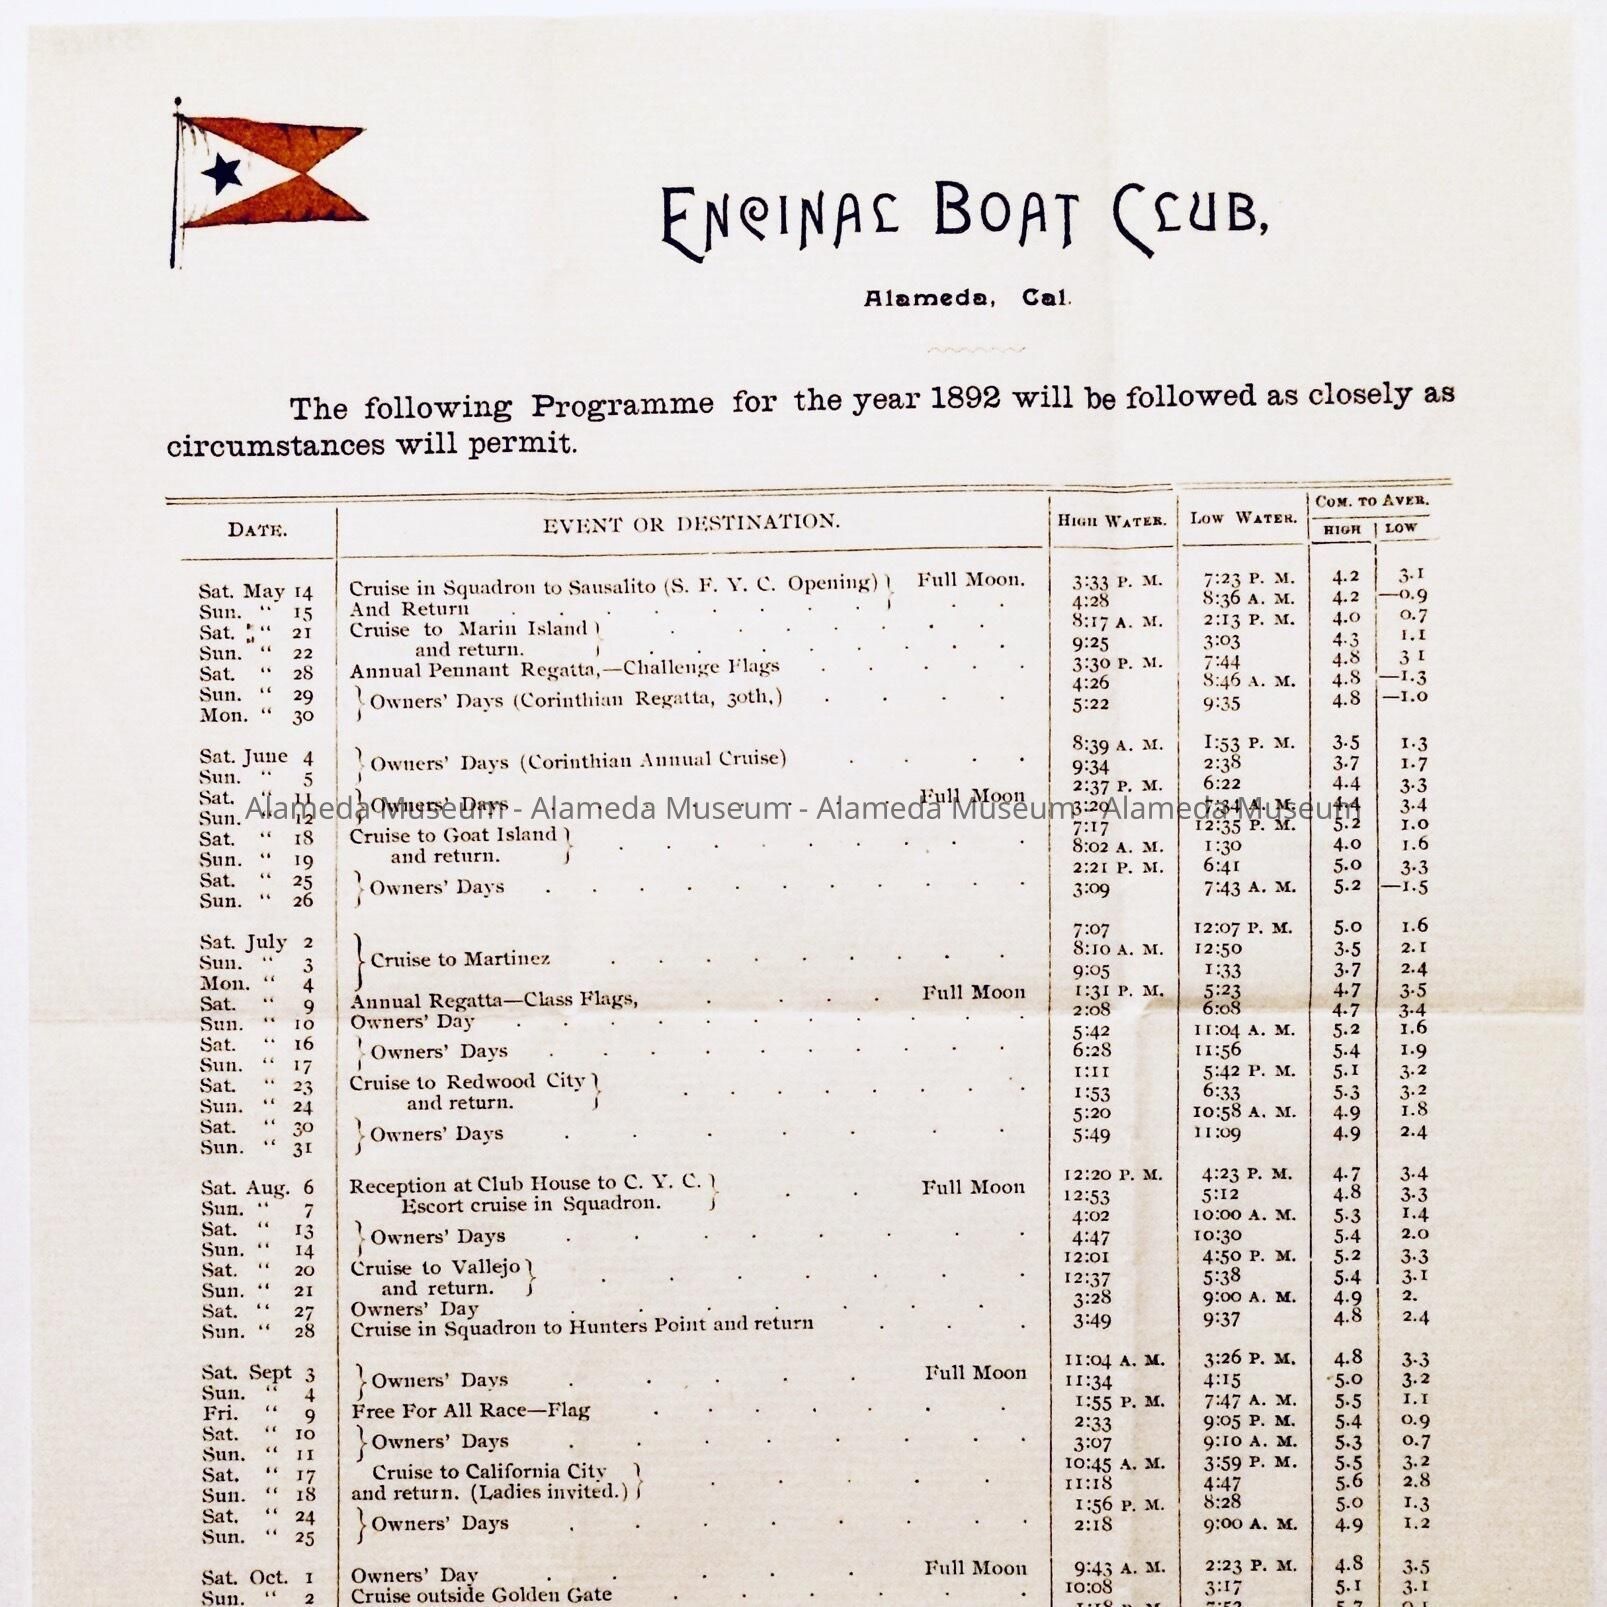 ENCINAL BOAT CLUB,
Alameda, Cal.
The following Programme for the year 1892 will be followed as closely as
circumstances will permit.
DATE. EVENT OR DESTINATION. HIGH WATER. LOW WATER. COM. TO AVER.
HIGH LOW
Sat. May 14 Cruise in Squadron to Sausalito (S. F. Y. C. Opening) } Full Moon. 3:33 P. M. 7:23 P. M. 4.2 3.1
Sun. “ 15 And Return . . . . . . . . . 4:28 8:36 A. M. 4.2 —0.9
Sat. “ 21 Cruise to Marin Island } 8:17 A. M. 2:13 P. M. 4.0 0.7
Sun. “ 22 and return. 9:25 3:03 4.3 1.1
Sat. “ 28 Annual Pennant Regatta,—Challenge Flags . . . . 3:30 P. M. 7:44 4.8 3 1
Sun. “ 29 } Owners' Days (Corinthian Regatta, 30th,) . . . . 4:26 8:46 A. M. 4.8 —1.3
Mon. “ 30 5:22 9:35 4.8 —1.0
Sat. June 4 } Owners' Days (Corinthian Annual Cruise) . . . . 8:39 A. M. 1:53 P. M. 3.5 1.3
Sun. “ 5 9:34 2:38 3.7 1.7
Sat. “ 11 } Owners' Days Full Moon 2:37 P. M. 6:22 4.4 3.3
Alameda Museum - Alameda Museum - Alameda Museum - Alameda Museum
Sun. “ 12 3:20 7:34 A. M. 4.4 3.4
Sat. “ 18 Cruise to Goat Island } 7:17 12:35 P. M. 5.2 1.0
Sun. “ 19 and return. 8:02 A. M. 1:30 4.0 1.6
Sat. “ 25 } Owners' Days 2:21 P. M. 6:41 5.0 3.3
Sun. “ 26 3:09 7:43 A. M. 5.2 —1.5
Sat. July 2 } Cruise to Martinez 7:07 12:07 P. M. 5.0 1.6
Sun. “ 3 8:10 A. M. 12:50 3.5 2.1
Mon. “ 4 9:05 1:33 3.7 2.4
Sat. “ 9 Annual Regatta—Class Flags, . . . . Full Moon 1:31 P. M. 5:23 4.7 3.5
Sun. “ 10 Owners' Day 2:08 6:08 4.7 3.4
Sat. “ 16 } Owners' Days 5:42 11:04 A. M. 5.2 1.6
Sun. “ 17 6:28 11:56 5.4 1.9
Sat. “ 23 Cruise to Redwood City } 1:11 5:42 P. M. 5.1 3.2
Sun. “ 24 and return. 1:53 6:33 5.3 3.2
Sat. “ 30 } Owners' Days 5:20 10:58 A. M. 4.9 1.8
Sun. “ 31 5:49 11:09 4.9 2.4
Sat. Aug. 6 Reception at Club House to C. Y. C. } Full Moon 12:20 P. M. 4:23 P. M. 4.7 3.4
Sun. “ 7 Escort cruise in Squadron. 12:53 5:12 4.8 3.3
Sat. “ 13 } Owners' Days 4:02 10:00 A. M. 5.3 1.4
Sun. “ 14 4:47 10:30 5.4 2.0
Sat. “ 20 Cruise to Vallejo } 12:01 4:50 P. M. 5.2 3.3
Sun. “ 21 and return. 12:37 5:38 5.4 3.1
Sat. “ 27 Owners' Day 3:28 9:00 A. M. 4.9 2.
Sun. “ 28 Cruise in Squadron to Hunters Point and return 3:49 9:37 4.8 2.4
Sat. Sept 3 } Owners' Days Full Moon 11:04 A. M. 3:26 P. M. 4.8 3.3
Sun. “ 4 11:34 4:15 5.0 3.2
Fri. “ 9 Free For All Race—Flag 1:55 P. M. 7:47 A. M. 5.5 1.1
Sat. “ 10 } Owners' Days 2:33 9:05 P. M. 5.4 0.9
Sun. “ 11 3:07 9:10 A. M. 5.3 0.7
Sat. “ 17 Cruise to California City } 10:45 A. M. 3:59 P. M. 5.5 3.2
Sun. “ 18 and return. (Ladies invited.) 11:18 4:47 5.6 2.8
Sat. “ 24 } Owners' Days 1:56 P. M. 8:28 5.0 1.3
Sun. “ 25 2:18 9:00 A. M. 4.9 1.2
Sat. Oct. 1 Owners' Day Full Moon 9:43 A. M. 2:23 P. M. 4.8 3.5
Sun. “ 2 Cruise outside Golden Gate 10:08 3:17 5.1 3.1